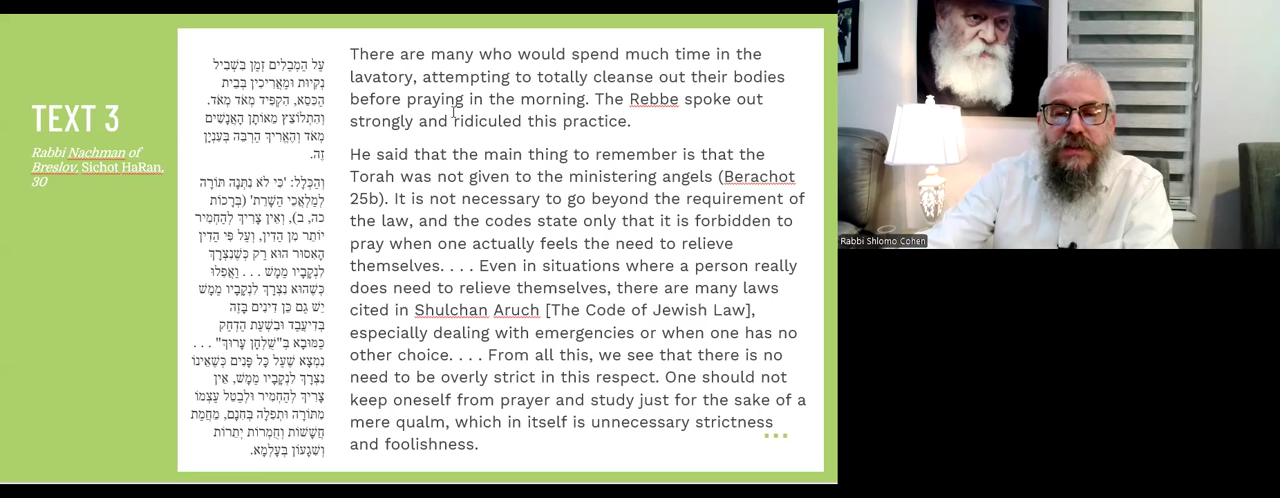 TEXT 3
Rabbi Nachman of
Breslov, Sichot HaRan,
30
עַל הַמְבַלִים זְמַן בִּשְׁבִיל
נְקִיּוּת וּמַאֲרִיכִין בְּבֵית
הַכִּסֵא, הִקְפִּיד מְאֹד מְאֹד,
וְהִתְלוֹצֵץ מֵאוֹתָן הָאֲנָשִׁים
מְאֹד וְהֶאֱרִיךְ הַרְבֵּה בְּעִנְיָן
זֶה.
וְהַכְּלָל: 'כִּי לֹא נִתְּנָה תּוֹרָה
לְמַלְאֲכֵי הַשָּׁרֵת' (בְּרָכוֹת
כה, ב), וְאֵין צָרִיךְ לְהַחְמִיר
יוֹתֵר מִן הַדִּין, וְעַל פִּי הַדִּין
הָאִסוּר הוּא רַק כְּשֶׁנִּצְרָךְ
לִנְקָבָיו מַמָּשׁ . . . וַאֲפִלוּ
כְּשֶׁהוּא נִצְרָךְ לִנְקָבָיו מַמָּשׁ
יֵשׁ גַם כֵּן דִינִים בָּזֶה
בְּדִיעֲבַד וּבִשְׁעַת הַדְחַק
כַּמּוּבָא בְּ"שֻׁלְחָן עָרוּךְ" . . .
נִמְצָא שֶׁעַל כָּל פָּנִים כְּשֶׁאֵינוֹ
נִצְרָךְ לִנְקָבָיו מַמָּשׁ, אֵין
צָרִיךְ לְהַחְמִיר וּלְבַטֵל עַצְמוֹ
מִתּוֹרָה וּתְפִלָה בְּחִנָּם, מֵחֲמַת
חֲשָׁשׁוֹת וְחֻמְרוֹת יְתֵרוֹת
וְשִׁגָעוֹן בְּעָלְמָא.
There are many who would spend much time in the
lavatory, attempting to totally cleanse out their bodies
before praying in the morning. The Rebbe spoke out
strongly and ridiculed this practice.
He said that the main thing to remember is that the
Torah was not given to the ministering angels (Berachot
25b). It is not necessary to go beyond the requirement of
the law, and the codes state only that it is forbidden to
pray when one actually feels the need to relieve
themselves. . . . Even in situations where a person really
does need to relieve themselves, there are many laws
cited in Shulchan Aruch [The Code of Jewish Law],
especially dealing with emergencies or when one has no
other choice. . . . From all this, we see that there is no
need to be overly strict in this respect. One should not
keep oneself from prayer and study just for the sake of a
mere qualm, which in itself is unnecessary strictness
and foolishness.
...
Rabbi Shlomo Cohen